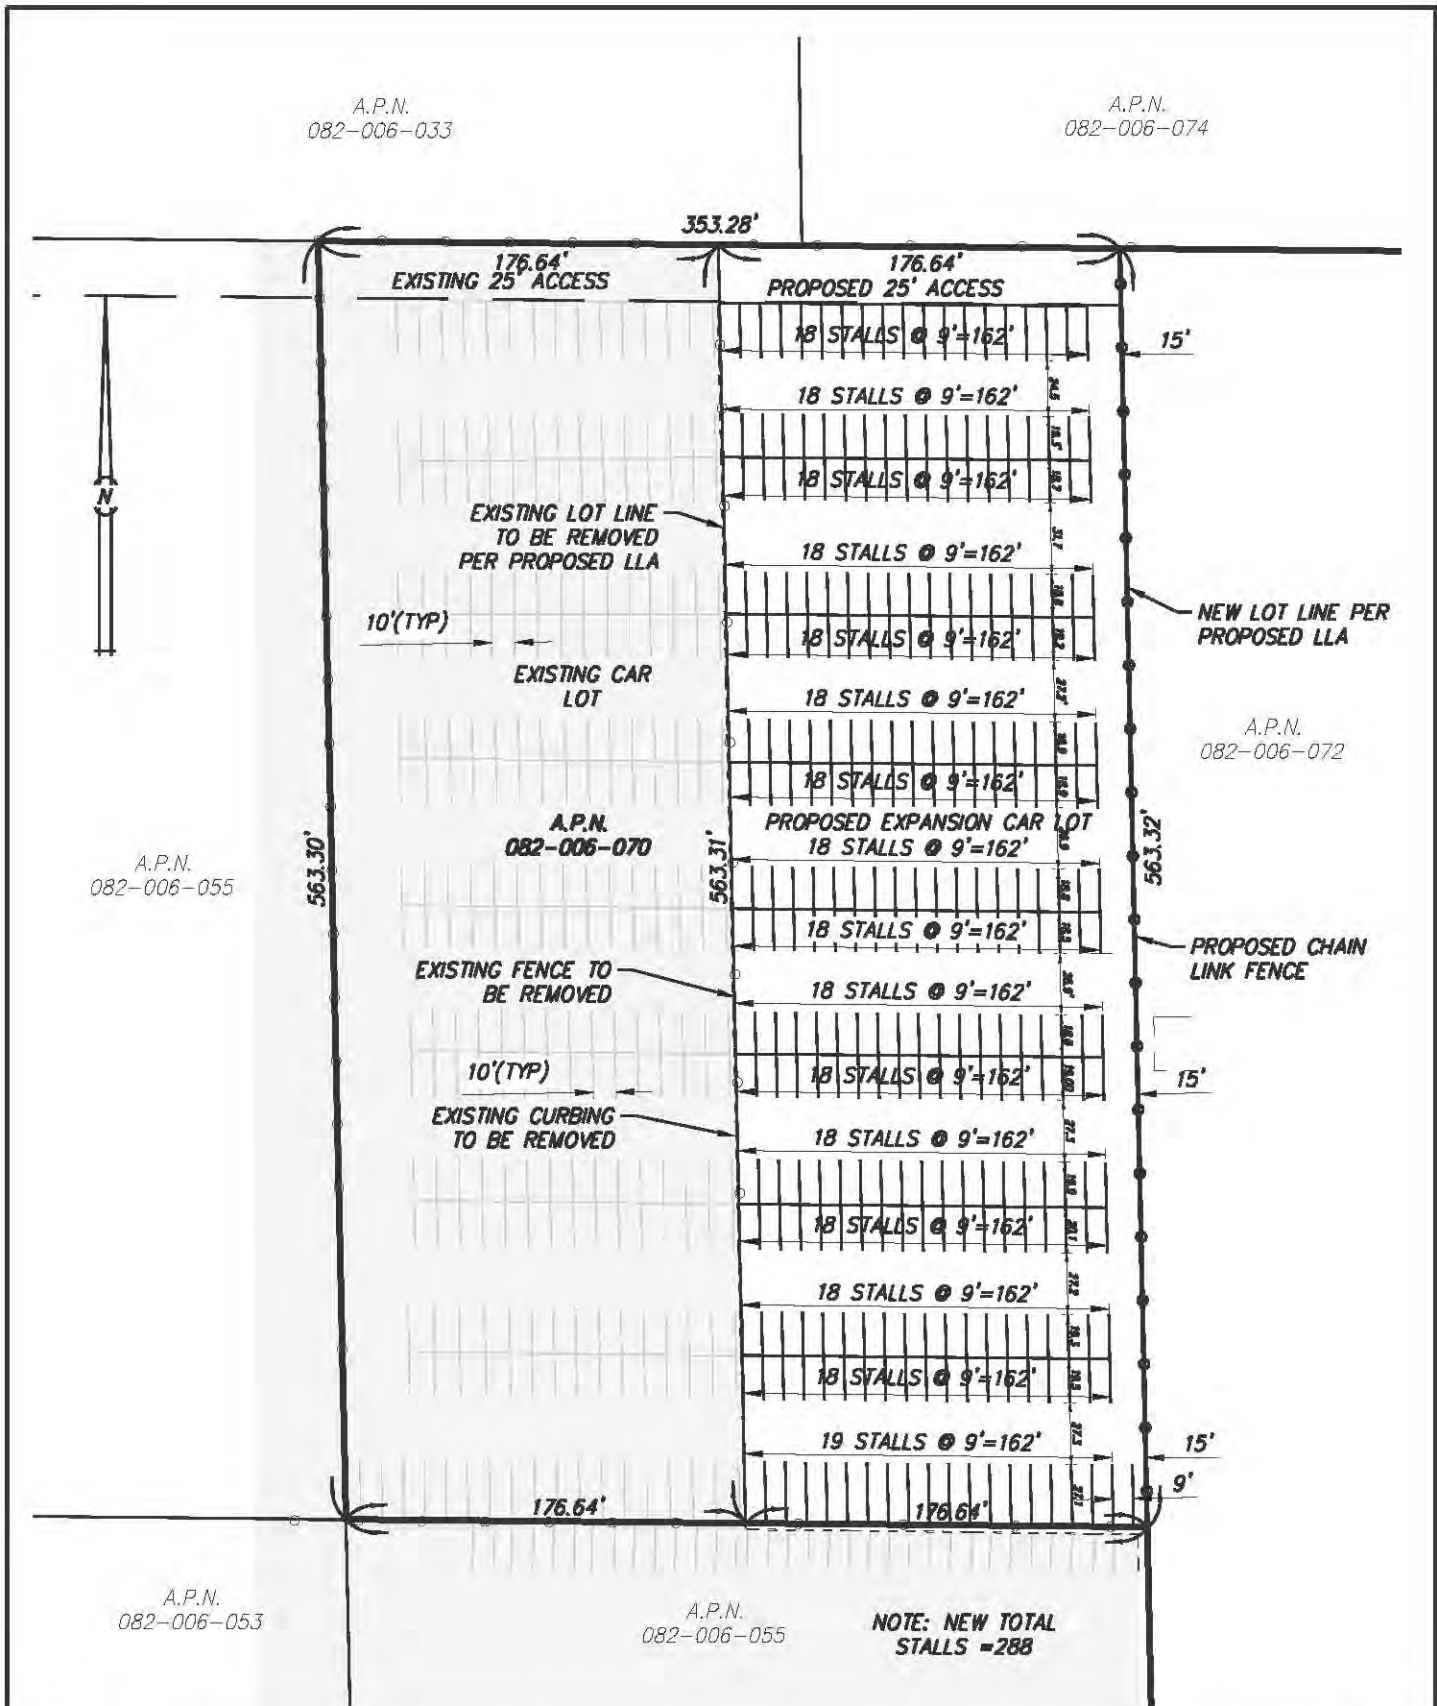 A.P.N.
082-006-033
A.P.N.
082-006-074
353.28'
176.64'
EXISTING 25' ACCESS
176.64'
PROPOSED 25' ACCESS
18 STALLS @ 9'=162'
15'
18 STALLS @ 9'=162'
18 STALLS @ 9'=162'
N
EXISTING LOT LINE
TO BE REMOVED
PER PROPOSED LLA
18 STALLS @ 9'=162'
10'(TYP)
18 STALLS @ 9'=162'
NEW LOT LINE PER
PROPOSED LLA
EXISTING CAR
LOT
18 STALLS @ 9'=162'
A.P.N.
082-006-072
18 STALLS @ 9'=162'
A.P.N.
082-006-070
PROPOSED EXPANSION CAR LOT
18 STALLS @ 9'=162'
A.P.N.
082-006-055
563.30'
563.31'
563.32'
18 STALLS @ 9'=162'
PROPOSED CHAIN
LINK FENCE
EXISTING FENCE TO
BE REMOVED
18 STALLS @ 9'=162'
10'(TYP)
18 STALLS @ 9'=162'
15'
EXISTING CURBING
TO BE REMOVED
18 STALLS @ 9'=162'
18 STALLS @ 9'=162'
18 STALLS @ 9'=162'
18 STALLS @ 9'=162'
19 STALLS @ 9'=162'
15'
9'
176.64'
176.64'
A.P.N.
082-006-053
A.P.N.
082-006-055
NOTE: NEW TOTAL
STALLS =288